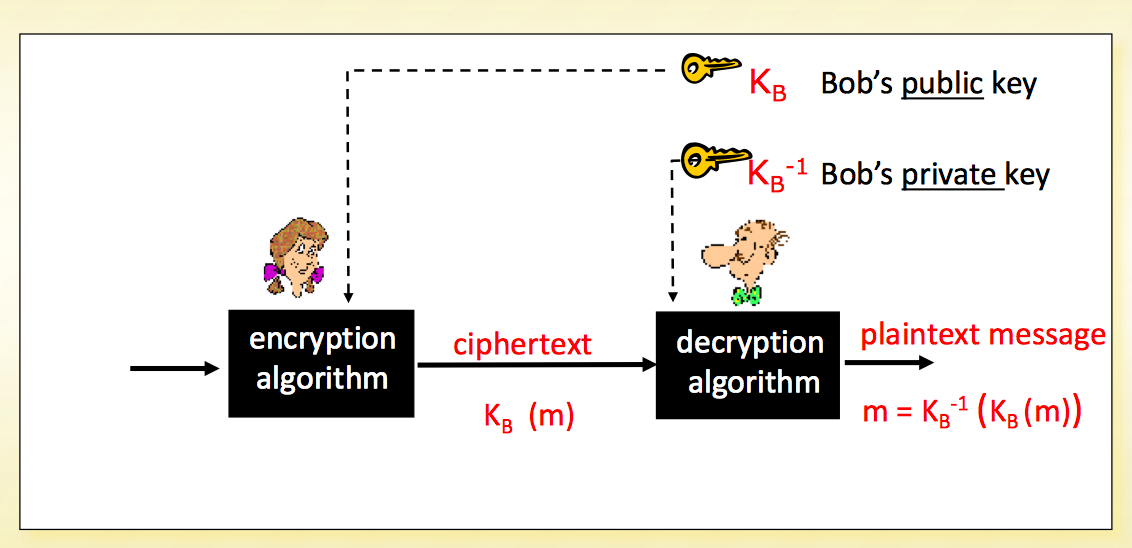 K_B Bob’s public key
K_B^-1 Bob’s private key
encryption
algorithm
ciphertext
K_B (m)
decryption
algorithm
plaintext message
m = K_B^-1 (K_B (m))